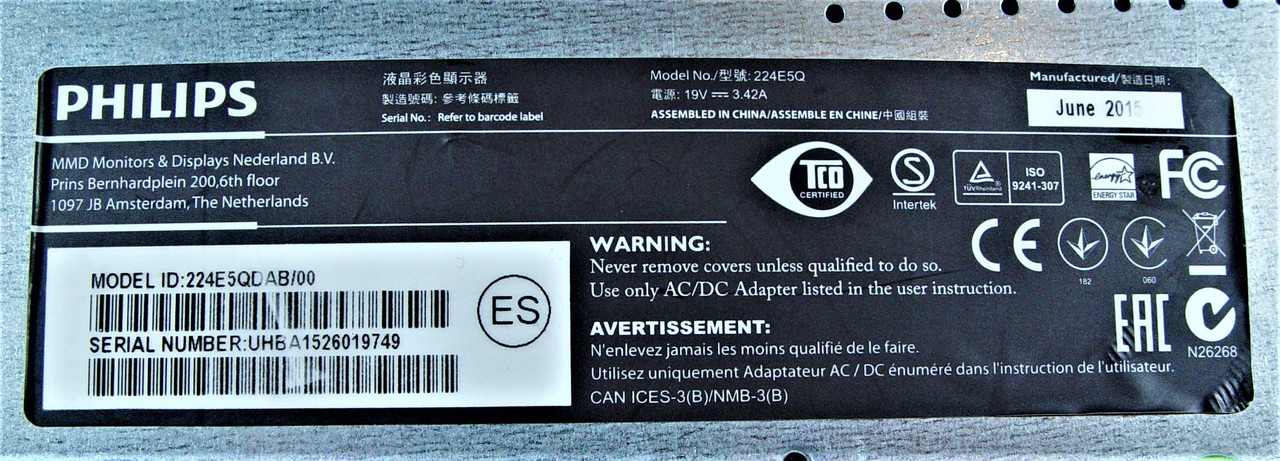 PHILIPS
液晶彩色顯示器
製造號碼: 參考條碼標籤
Serial No.: Refer to barcode label
Model No./型號: 224E5Q
電源: 19V ⎓ 3.42A
ASSEMBLED IN CHINA/ASSEMBLE EN CHINE/中國組裝
Manufactured/製造日期:
June 2015
MMD Monitors & Displays Nederland B.V.
Prins Bernhardplein 200,6th floor
1097 JB Amsterdam, The Netherlands
TCO
CERTIFIED
S
Intertek
TÜVRheinland
ISO
9241-307
energy
ENERGY STAR
FC
CE
182
060
EAC
N26268
MODEL ID:224E5QDAB/00
SERIAL NUMBER:UHBA1526019749
ES
WARNING:
Never remove covers unless qualified to do so.
Use only AC/DC Adapter listed in the user instruction.
AVERTISSEMENT:
N'enlevez jamais les moins qualifié de le faire.
Utilisez uniquement Adaptateur AC / DC énuméré dans l'instruction de l'utilisateur.
CAN ICES-3(B)/NMB-3(B)